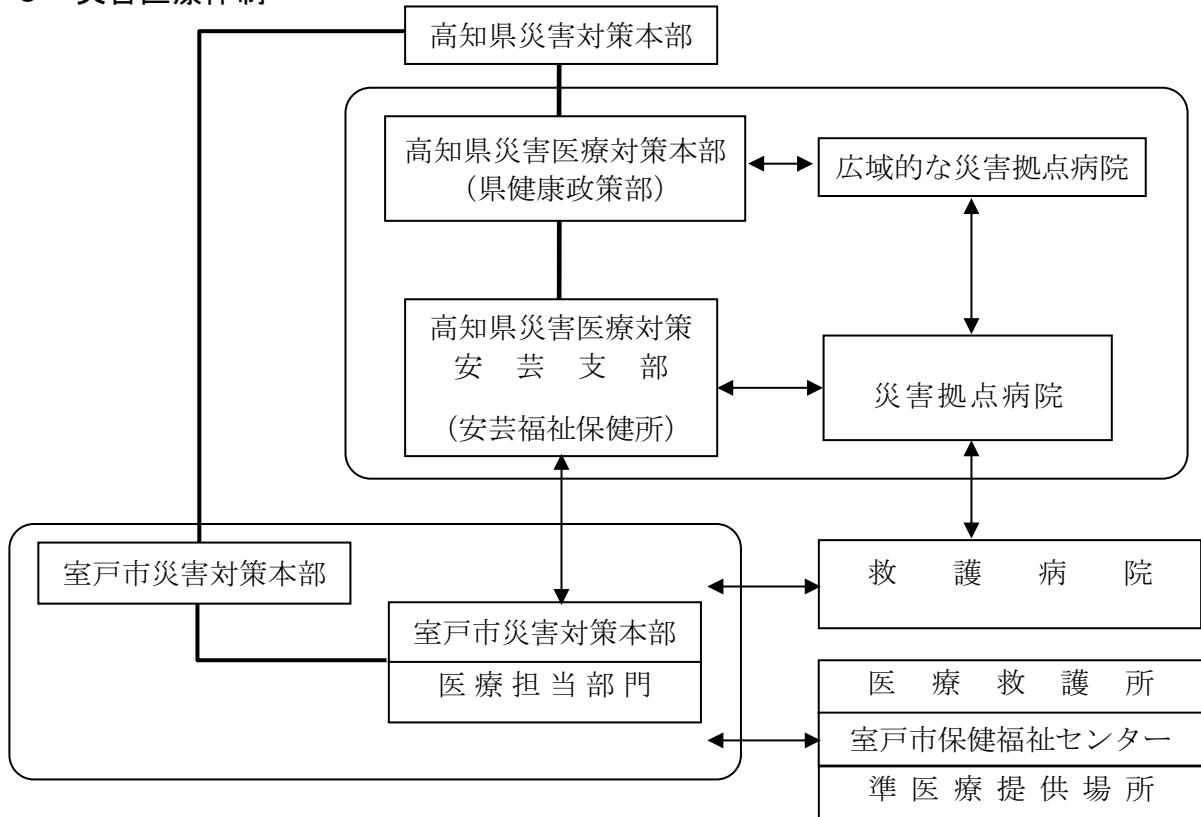 高知県災害対策本部
高知県災害医療対策本部
（県健康政策部）
広域的な災害拠点病院
高知県災害医療対策
安芸支部
（安芸福祉保健所）
災害拠点病院
室戸市災害対策本部
救護病院
室戸市災害対策本部
医療担当部門
医療救護所
室戸市保健福祉センター
準医療提供場所